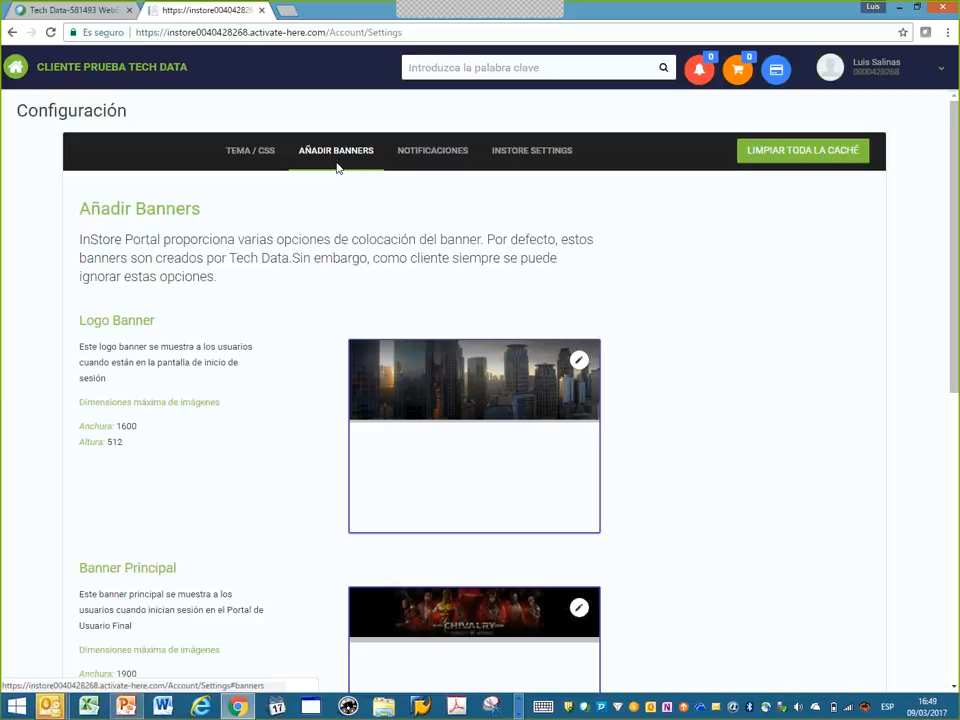 Tech Data-581493 Web
https://instore00404282
Luis
Es seguro
https://instore0040428268.activate-here.com/Account/Settings
CLIENTE PRUEBA TECH DATA
Introduzca la palabra clave
0
0
Luis Salinas
0000428268
Configuración
TEMA / CSS
AÑADIR BANNERS
NOTIFICACIONES
INSTORE SETTINGS
LIMPIAR TODA LA CACHÉ
Añadir Banners
InStore Portal proporciona varias opciones de colocación del banner. Por defecto, estos
banners son creados por Tech Data.Sin embargo, como cliente siempre se puede
ignorar estas opciones.
Logo Banner
Este logo banner se muestra a los usuarios
cuando están en la pantalla de inicio de
sesión
Dimensiones máxima de imágenes
Anchura: 1600
Altura: 512
Banner Principal
Este banner principal se muestra a los
usuarios cuando inician sesión en el Portal de
Usuario Final
CHIVALRY
Dimensiones máxima de imágenes
Anchura: 1900
https://instore0040428268.activate-here.com/Account/Settings#banners
17
ESP
16:49
09/03/2017